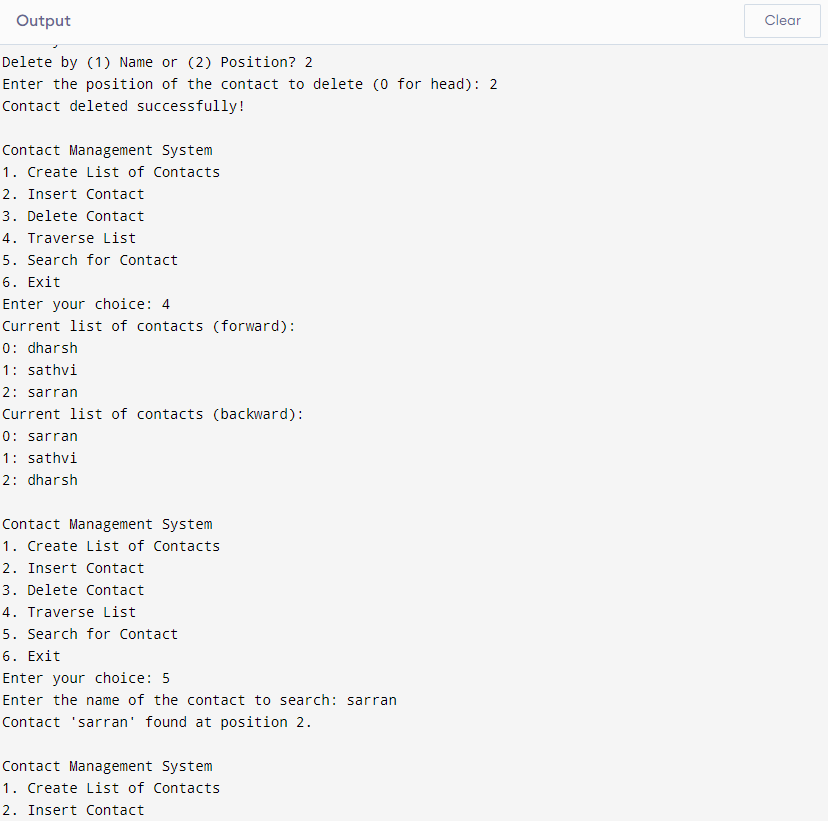 Output
Clear
Delete by (1) Name or (2) Position? 2
Enter the position of the contact to delete (0 for head): 2
Contact deleted successfully!
Contact Management System
1. Create List of Contacts
2. Insert Contact
3. Delete Contact
4. Traverse List
5. Search for Contact
6. Exit
Enter your choice: 4
Current list of contacts (forward):
0: dharsh
1: sathvi
2: sarran
Current list of contacts (backward):
0: sarran
1: sathvi
2: dharsh
Contact Management System
1. Create List of Contacts
2. Insert Contact
3. Delete Contact
4. Traverse List
5. Search for Contact
6. Exit
Enter your choice: 5
Enter the name of the contact to search: sarran
Contact 'sarran' found at position 2.
Contact Management System
1. Create List of Contacts
2. Insert Contact